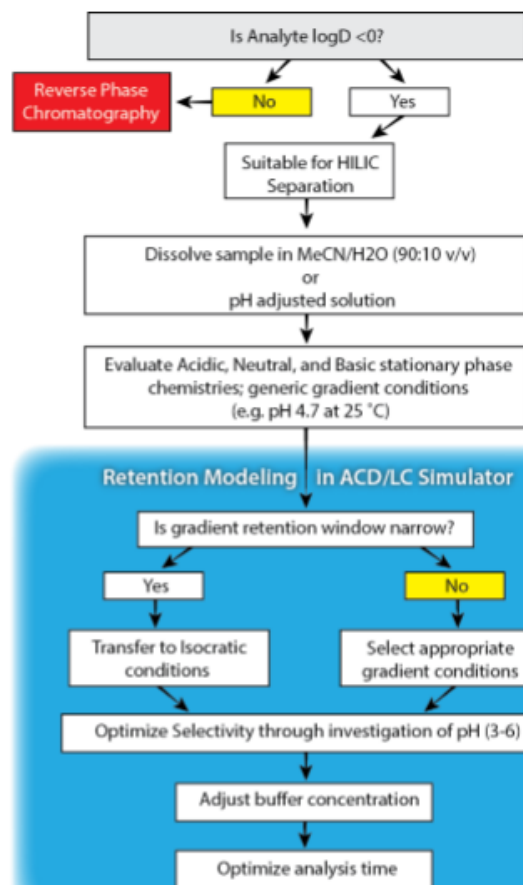 Is Analyte logD <0?
Reverse Phase
Chromatography
No
Yes
Suitable for HILIC
Separation
Dissolve sample in MeCN/H2O (90:10 v/v)
or
pH adjusted solution
Evaluate Acidic, Neutral, and Basic stationary phase
chemistries; generic gradient conditions
(e.g. pH 4.7 at 25 ˚C)
Retention Modeling in ACD/LC Simulator
Is gradient retention window narrow?
Yes
No
Transfer to Isocratic
conditions
Select appropriate
gradient conditions
Optimize Selectivity through investigation of pH (3-6)
Adjust buffer concentration
Optimize analysis time